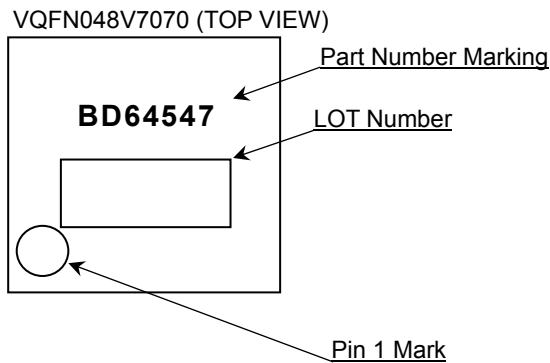 VQFN048V7070 (TOP VIEW)
Part Number Marking
BD64547
LOT Number
Pin 1 Mark